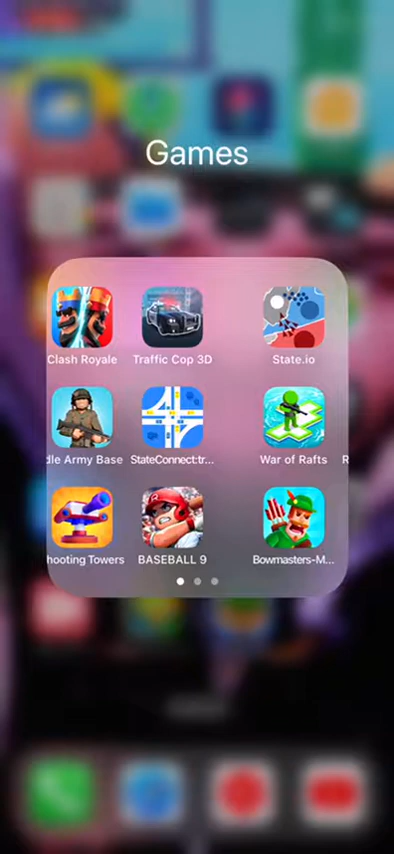 Games
Clash Royale Traffic Cop 3D State.io
dle Army Base StateConnect:tr... War of Rafts R
hooting Towers BASEBALL 9 Bowmasters-M...